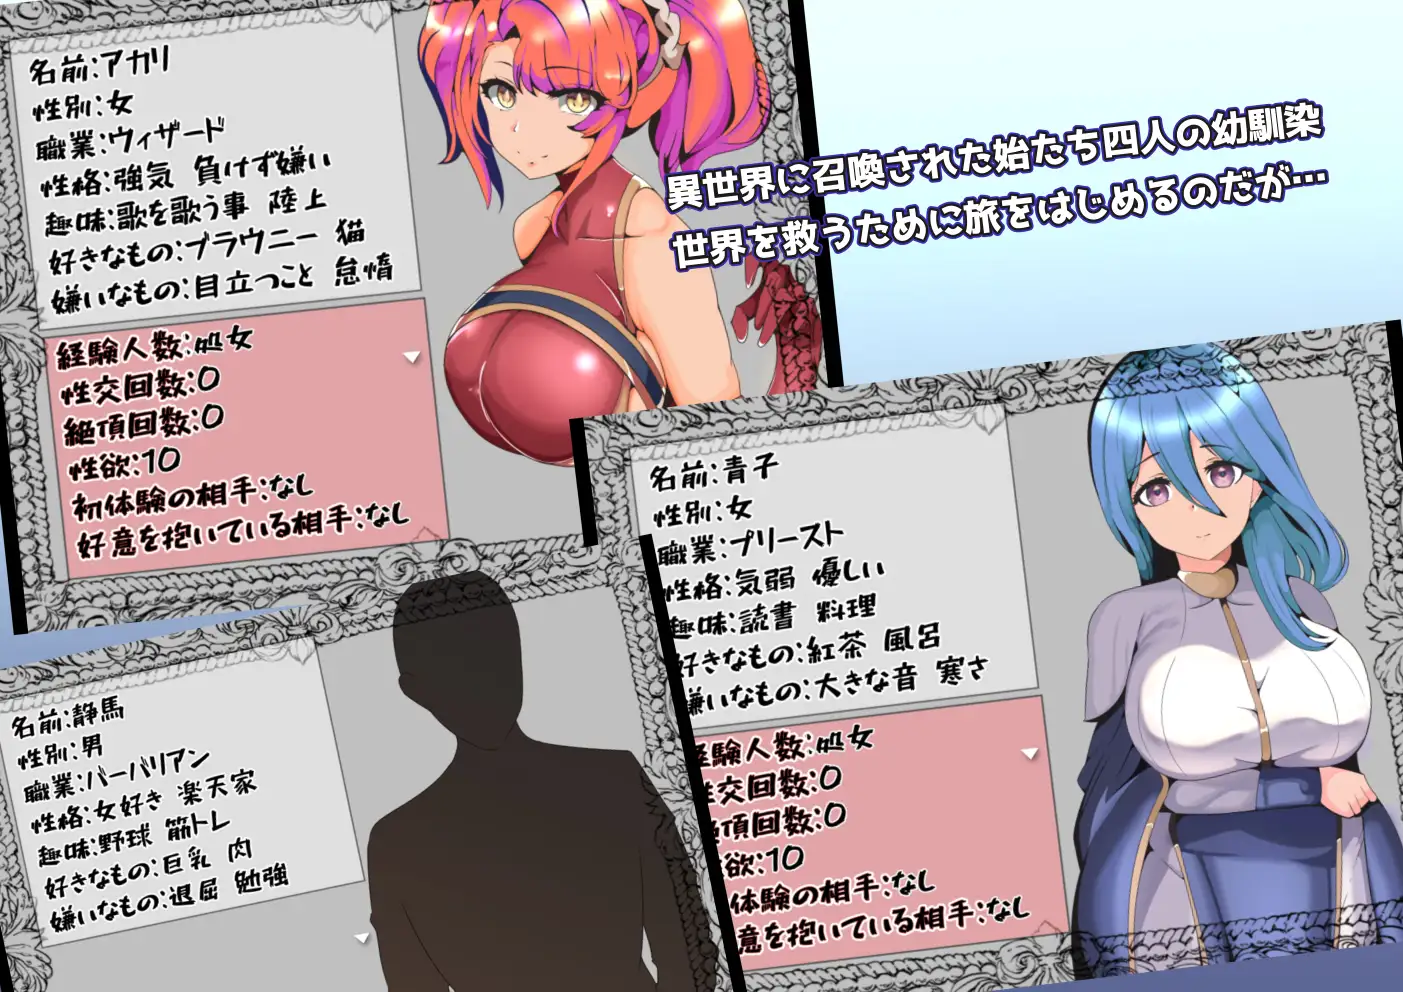 名前:アカリ
性別:女
職業:ウィザード
性格:強気 負けず嫌い
趣味:歌を歌う事 陸上
好きなもの:ブラウニー 猫
嫌いなもの:目立つこと 怠惰
経験人数:処女
性交回数:0
絶頂回数:0
性欲:10
初体験の相手:なし
好意を抱いている相手:なし
異世界に召喚された始たち四人の幼馴染
世界を救うために旅をはじめるのだが…
名前:青子
性別:女
職業:プリースト
性格:気弱 優しい
趣味:読書 料理
好きなもの:紅茶 風呂
嫌いなもの:大きな音 寒さ
経験人数:処女
性交回数:0
絶頂回数:0
欲:10
体験の相手:なし
意を抱いている相手:なし
名前:静馬
性別:男
職業:バーバリアン
性格:女好き 楽天家
趣味:野球 筋トレ
好きなもの:巨乳 肉
嫌いなもの:退屈 勉強